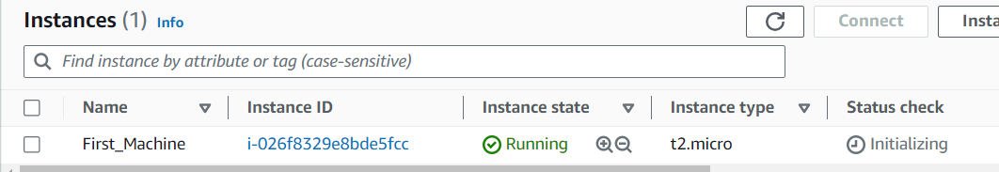 Instances (1) Info
Connect
Find instance by attribute or tag (case-sensitive)
Name Instance ID Instance state Instance type Status check
First_Machine i-026f8329e8bde5fcc Running t2.micro Initializing